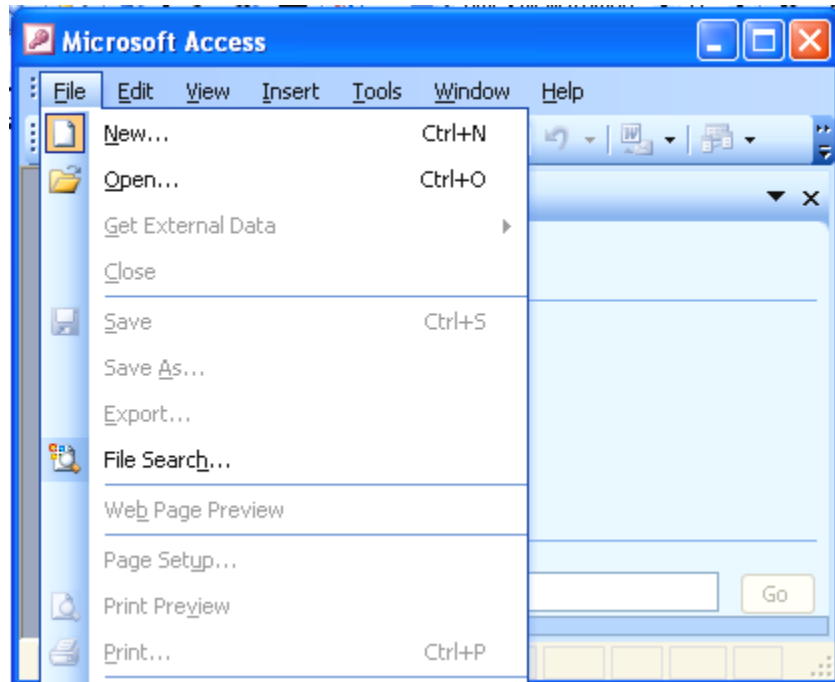 Microsoft Access
File Edit View Insert Tools Window Help
New... Ctrl+N
Open... Ctrl+O
Get External Data
Close
Save Ctrl+S
Save As...
Export...
File Search...
Web Page Preview
Page Setup...
Print Preview
Go
Print... Ctrl+P